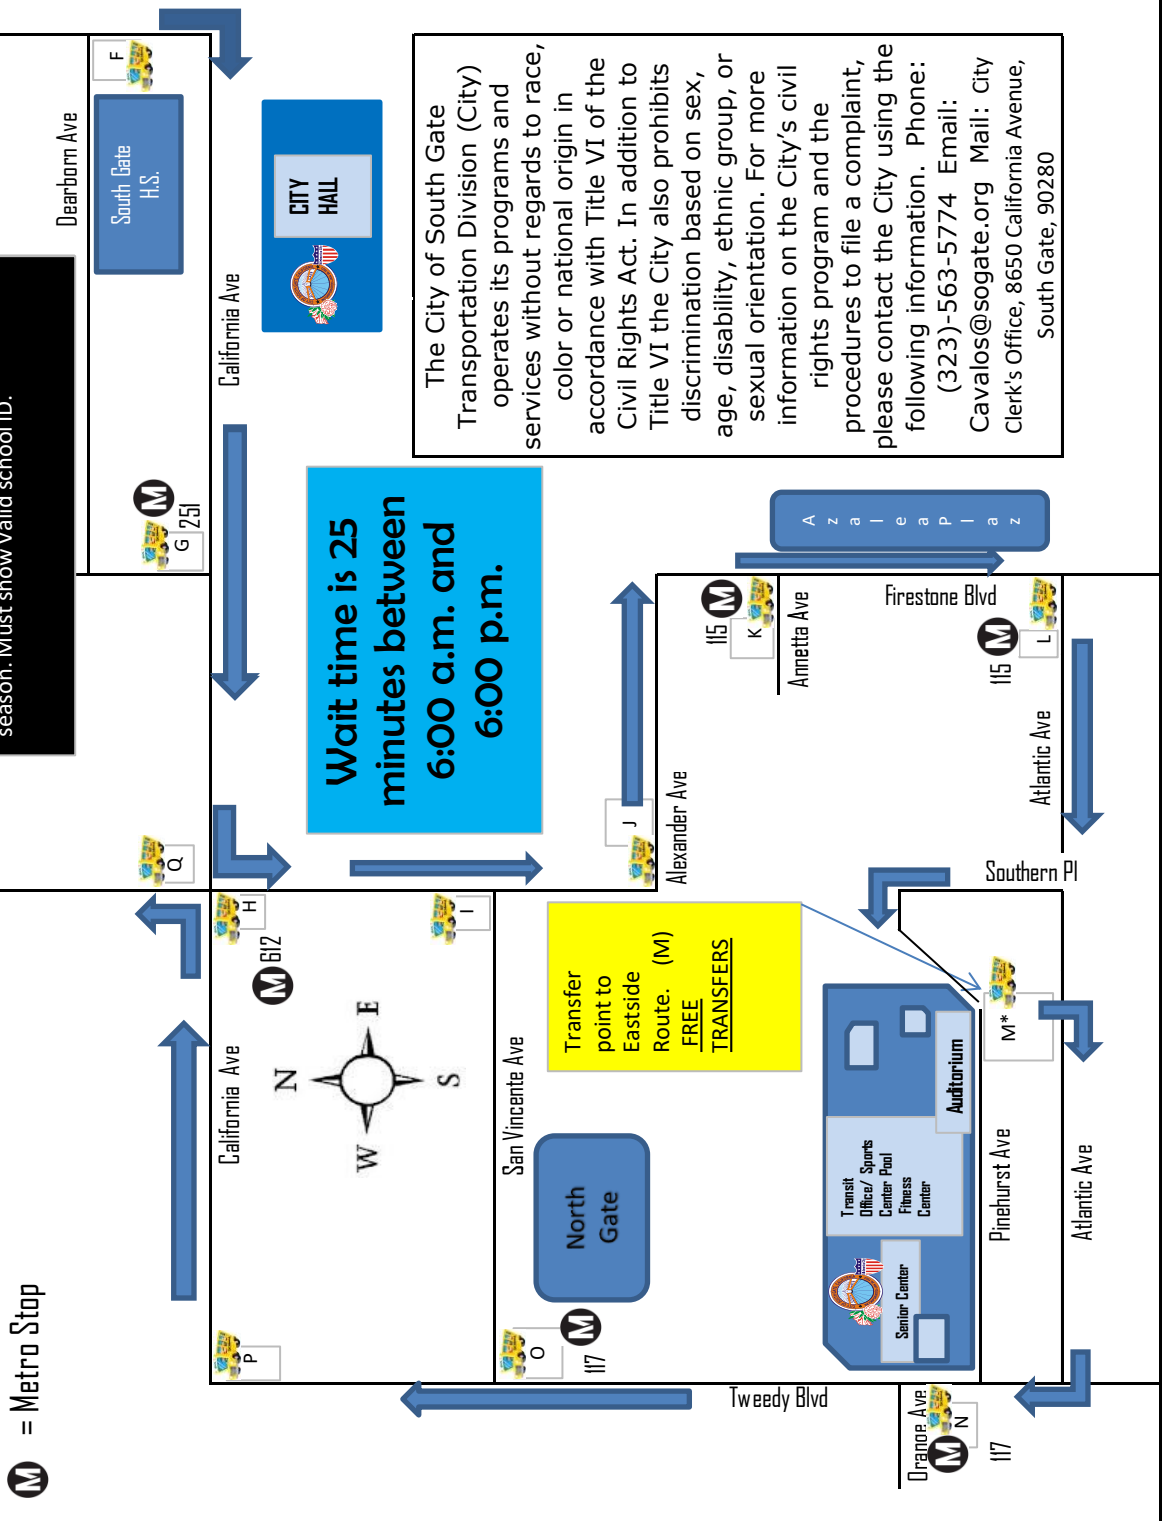 season. Must show valid school ID.
M = Metro Stop
Dearborn Ave
F
South Gate
H.S.
G
M
251
California Ave
CITY
HALL
Q
H
M 612
I
California Ave
P
N
W
E
S
Wait time is 25
minutes between
6:00 a.m. and
6:00 p.m.
The City of South Gate
Transportation Division (City)
operates its programs and
services without regards to race,
color or national origin in
accordance with Title VI of the
Civil Rights Act. In addition to
Title VI the City also prohibits
discrimination based on sex,
age, disability, ethnic group, or
sexual orientation. For more
information on the City's civil
rights program and the
procedures to file a complaint,
please contact the City using the
following information. Phone:
(323)-563-5774 Email:
Cavalos@sogate.org Mail: City
Clerk's Office, 8650 California Avenue,
South Gate, 90280
San Vincente Ave
North
Gate
O
M
117
Transfer
point to
Eastside
Route. (M)
FREE
TRANSFERS
J
Alexander Ave
115 M
K
Annetta Ave
A
z
a
l
e
a
P
l
a
z
Firestone Blvd
115 M
L
Atlantic Ave
Southern Pl
M*
Transit
Office/ Sports
Center Pool
Fitness
Center
Auditorium
Senior Center
Pinehurst Ave
Atlantic Ave
Tweedy Blvd
Orange Ave
M
N
117